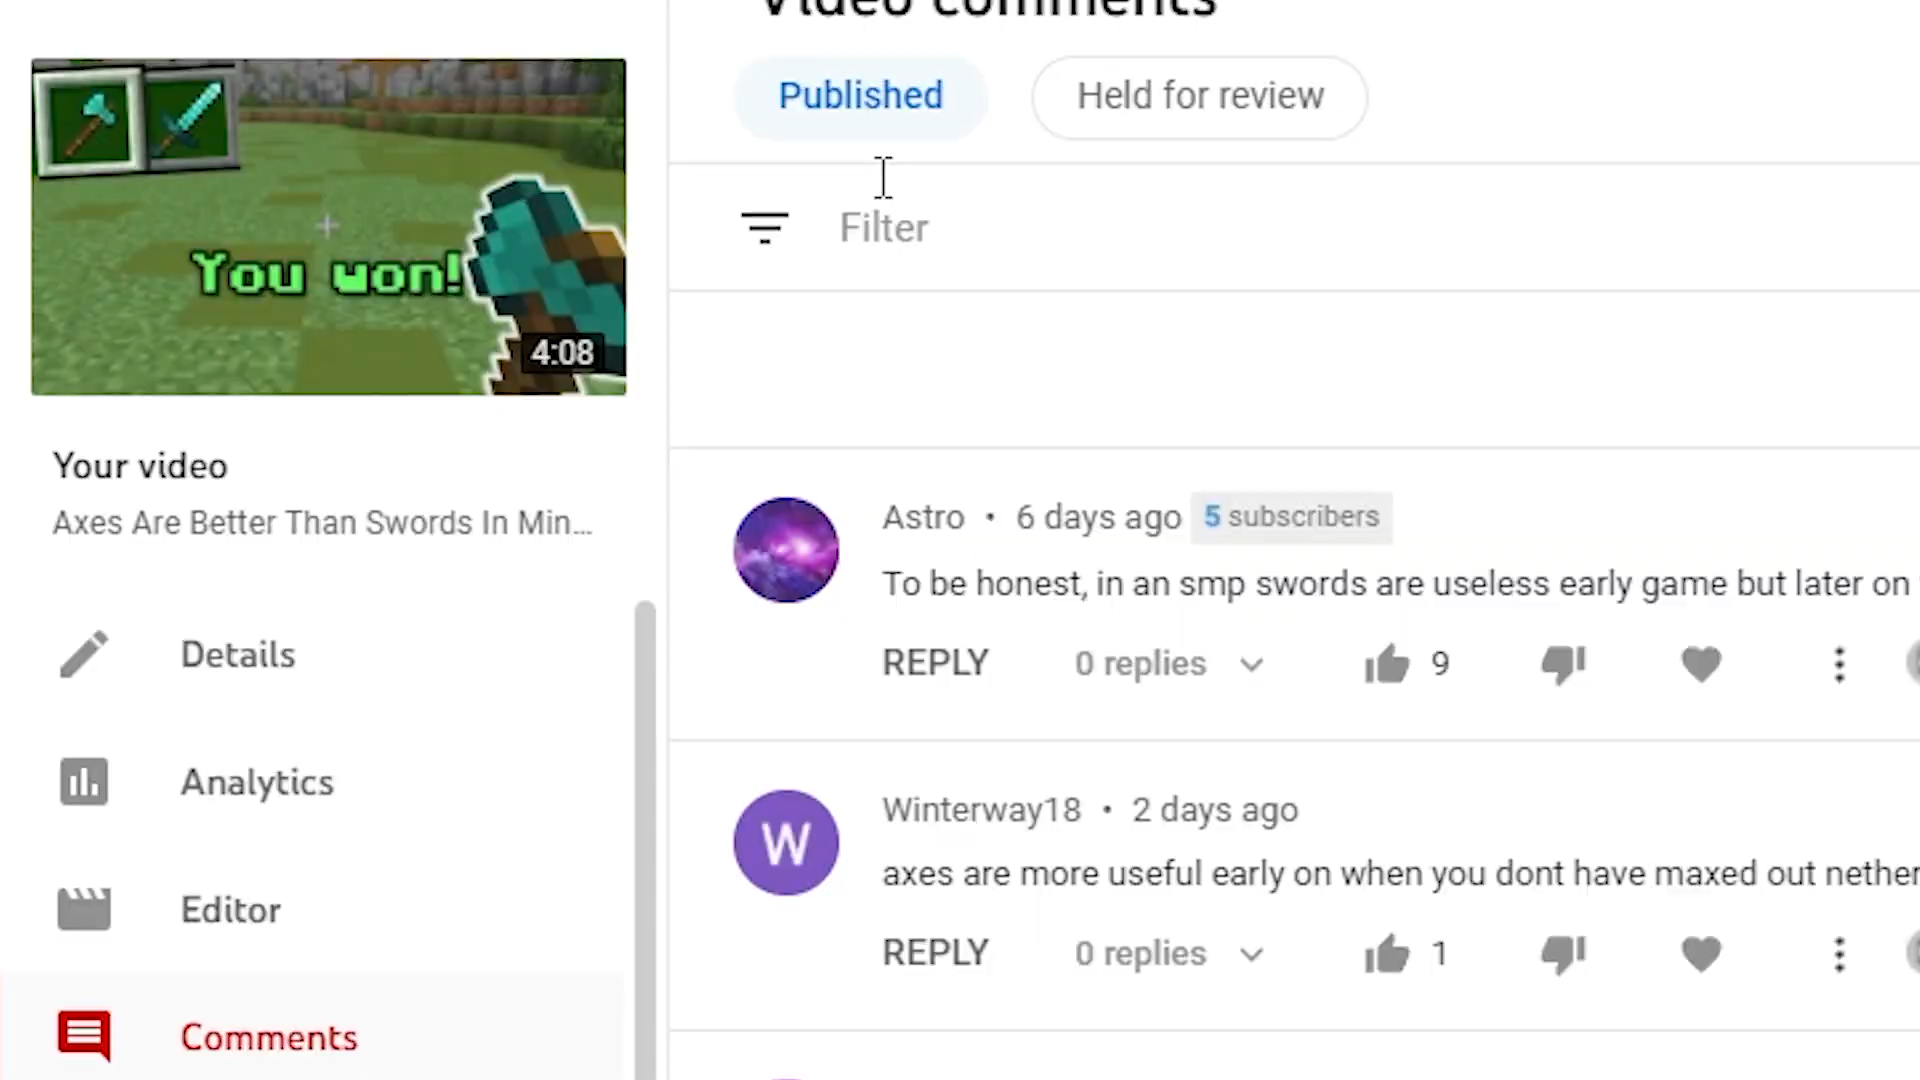 Video comments
Published
Held for review
Filter
You won!
4:08
Your video
Axes Are Better Than Swords In Min...
Details
Analytics
Editor
Comments
Astro • 6 days ago 5 subscribers
To be honest, in an smp swords are useless early game but later on
REPLY 0 replies 9
W
Winterway18 • 2 days ago
axes are more useful early on when you dont have maxed out nether
REPLY 0 replies 1